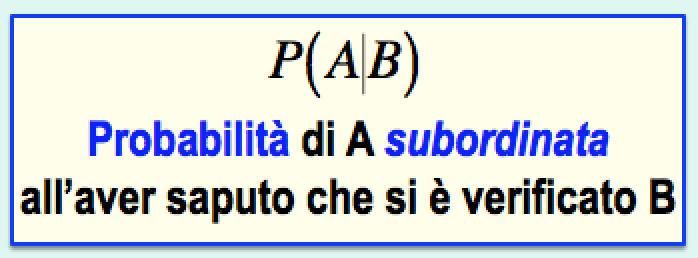 P(A|B)
Probabilità di A subordinata
all’aver saputo che si è verificato B